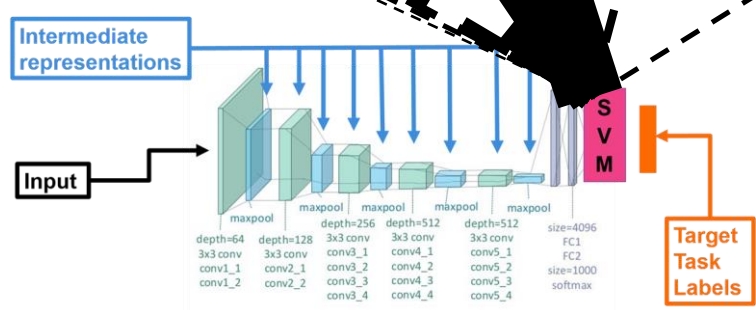 Intermediate
representations
Input
S
V
M
Target
Task
Labels
maxpool
maxpool
maxpool
maxpool
maxpool
depth=64
3x3 conv
conv1_1
conv1_2
depth=128
3x3 conv
conv2_1
conv2_2
depth=256
3x3 conv
conv3_1
conv3_2
conv3_3
conv3_4
depth=512
3x3 conv
conv4_1
conv4_2
conv4_3
conv4_4
depth=512
3x3 conv
conv5_1
conv5_2
conv5_3
conv5_4
size=4096
FC1
FC2
size=1000
softmax